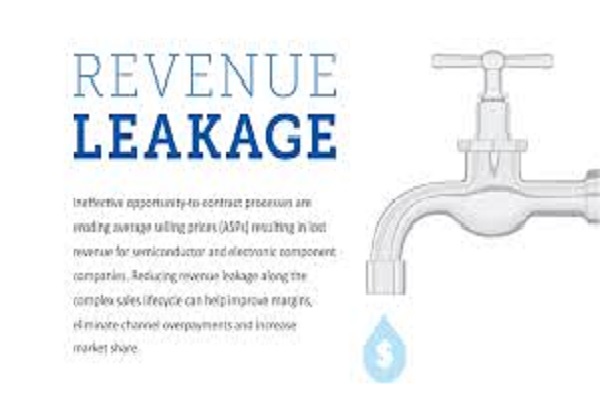 REVENUE
LEAKAGE
Ineffective opportunity-to-contract processes are
eroding average selling prices (ASPs) resulting in lost
revenue for semiconductor and electronic component
companies. Reducing revenue leakage along the
complex sales lifecycle can help improve margins,
eliminate channel overpayments and increase
market share.
$